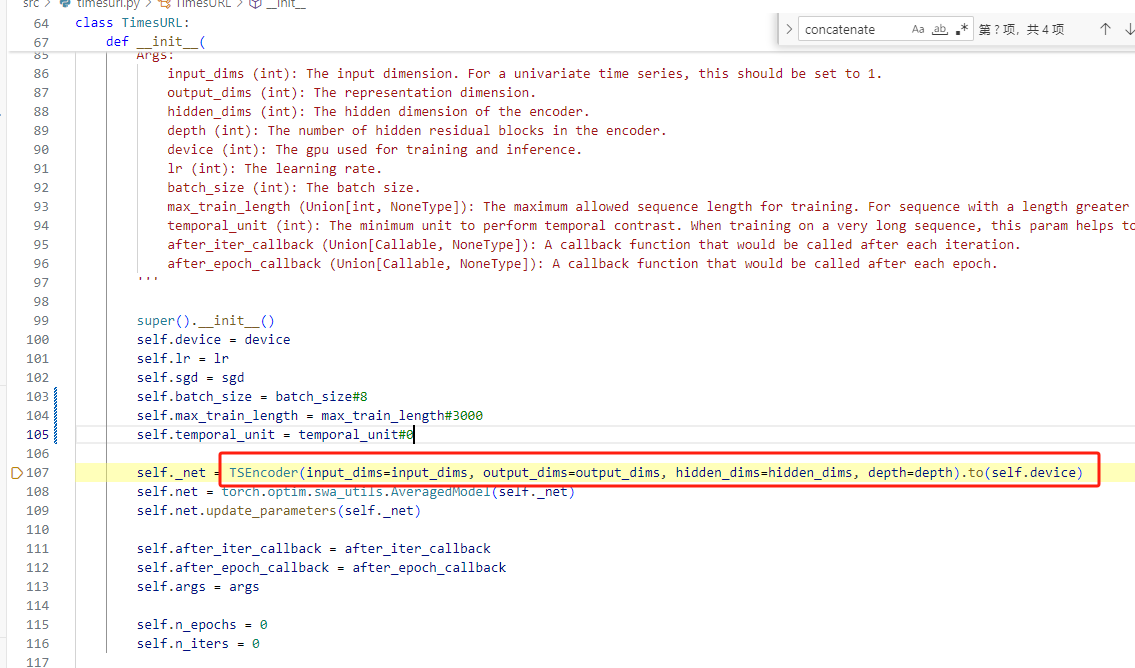 src > timesurl.py > TimesURL > __init__
64 class TimesURL:
67 def __init__(
concatenate Aa ab .* 第 ? 项，共 4 项
85 Args:
86 input_dims (int): The input dimension. For a univariate time series, this should be set to 1.
87 output_dims (int): The representation dimension.
88 hidden_dims (int): The hidden dimension of the encoder.
89 depth (int): The number of hidden residual blocks in the encoder.
90 device (int): The gpu used for training and inference.
91 lr (int): The learning rate.
92 batch_size (int): The batch size.
93 max_train_length (Union[int, NoneType]): The maximum allowed sequence length for training. For sequence with a length greater
94 temporal_unit (int): The minimum unit to perform temporal contrast. When training on a very long sequence, this param helps to
95 after_iter_callback (Union[Callable, NoneType]): A callback function that would be called after each iteration.
96 after_epoch_callback (Union[Callable, NoneType]): A callback function that would be called after each epoch.
97 '''
98
99 super().__init__()
100 self.device = device
101 self.lr = lr
102 self.sgd = sgd
103 self.batch_size = batch_size#8
104 self.max_train_length = max_train_length#3000
105 self.temporal_unit = temporal_unit#0
106
107 self._net = TSEncoder(input_dims=input_dims, output_dims=output_dims, hidden_dims=hidden_dims, depth=depth).to(self.device)
108 self.net = torch.optim.swa_utils.AveragedModel(self._net)
109 self.net.update_parameters(self._net)
110
111 self.after_iter_callback = after_iter_callback
112 self.after_epoch_callback = after_epoch_callback
113 self.args = args
114
115 self.n_epochs = 0
116 self.n_iters = 0
117